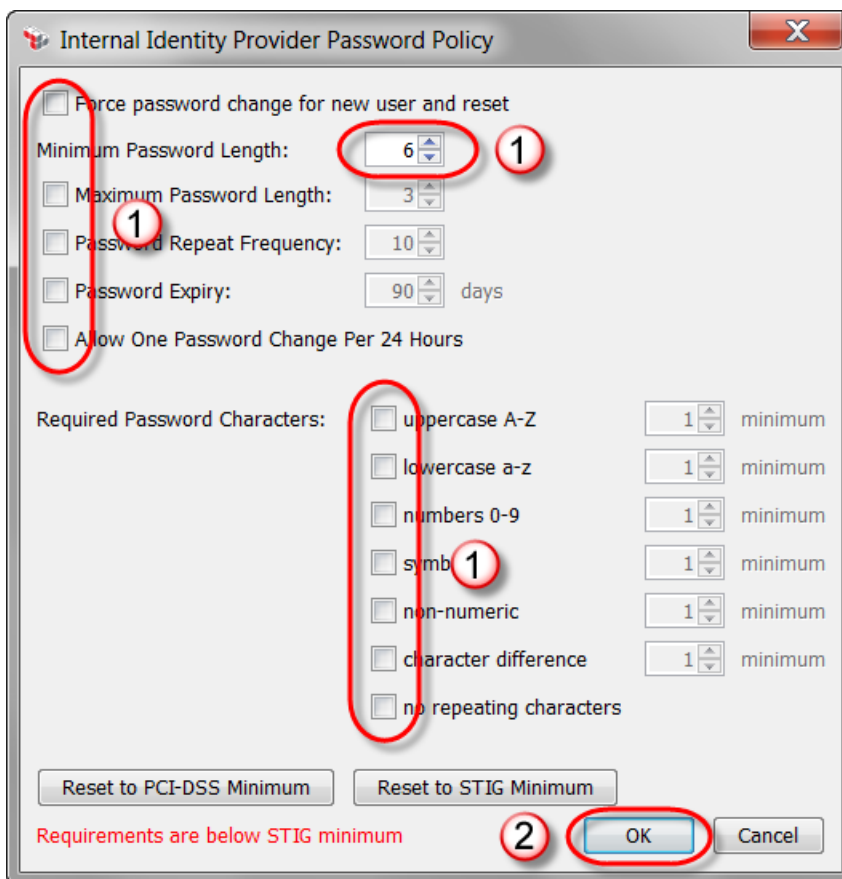 Internal Identity Provider Password Policy
X
Force password change for new user and reset
Minimum Password Length: 6 1
Maximum Password Length: 3
1
Password Repeat Frequency: 10
Password Expiry: 90 days
Allow One Password Change Per 24 Hours
Required Password Characters: uppercase A-Z 1 minimum
lowercase a-z 1 minimum
numbers 0-9 1 minimum
symb 1 1 minimum
non-numeric 1 minimum
character difference 1 minimum
no repeating characters
Reset to PCI-DSS Minimum Reset to STIG Minimum
Requirements are below STIG minimum 2 OK Cancel